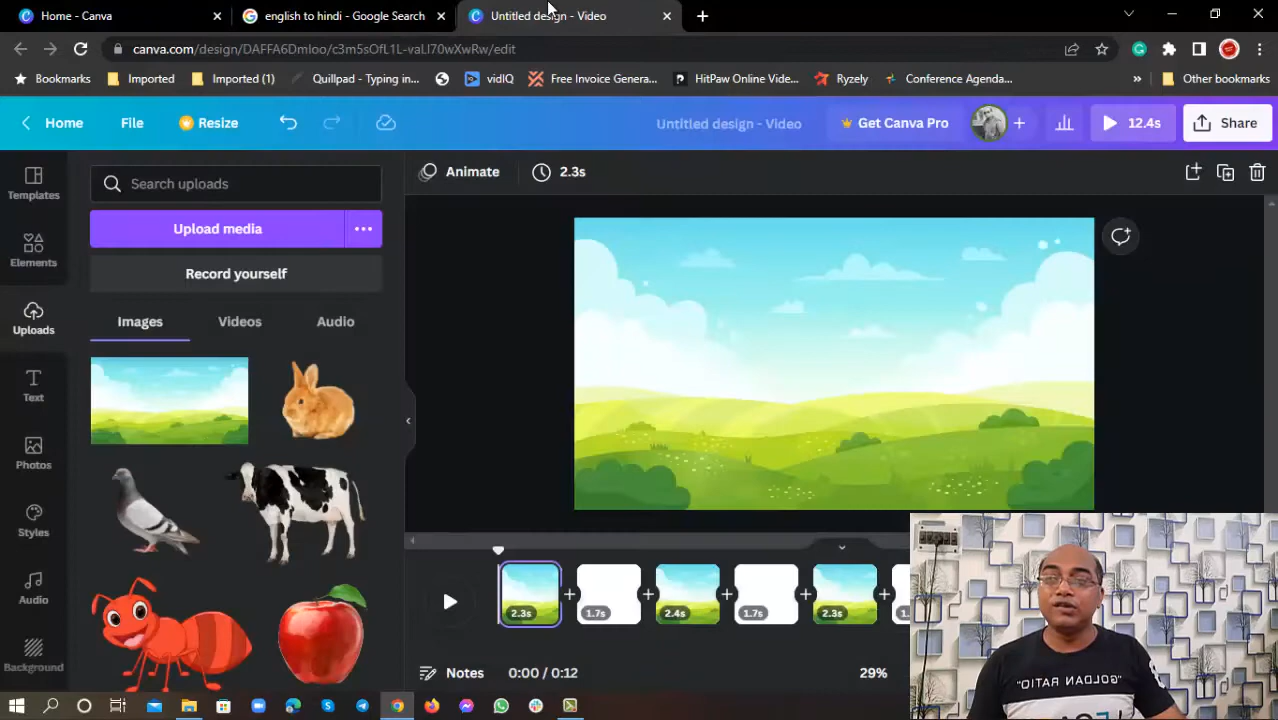 Home - Canva
english to hindi - Google Search
Untitled design - Video
canva.com/design/DAFFA6Dmloo/c3m5sOfL1L-vaLl70wXwRw/edit
Bookmarks
Imported
Imported (1)
Quillpad - Typing in...
vidIQ
Free Invoice Genera...
HitPaw Online Vide...
Ryzely
Conference Agenda...
Other bookmarks
Home
File
Resize
Untitled design - Video
Get Canva Pro
12.4s
Share
Templates
Elements
Uploads
Text
Photos
Styles
Audio
Background
Search uploads
Upload media
Record yourself
Images
Videos
Audio
Animate
2.3s
2.3s
1.7s
2.4s
1.7s
2.3s
1.
Notes
0:00 / 0:12
29%
"GOLDAN RATIO"